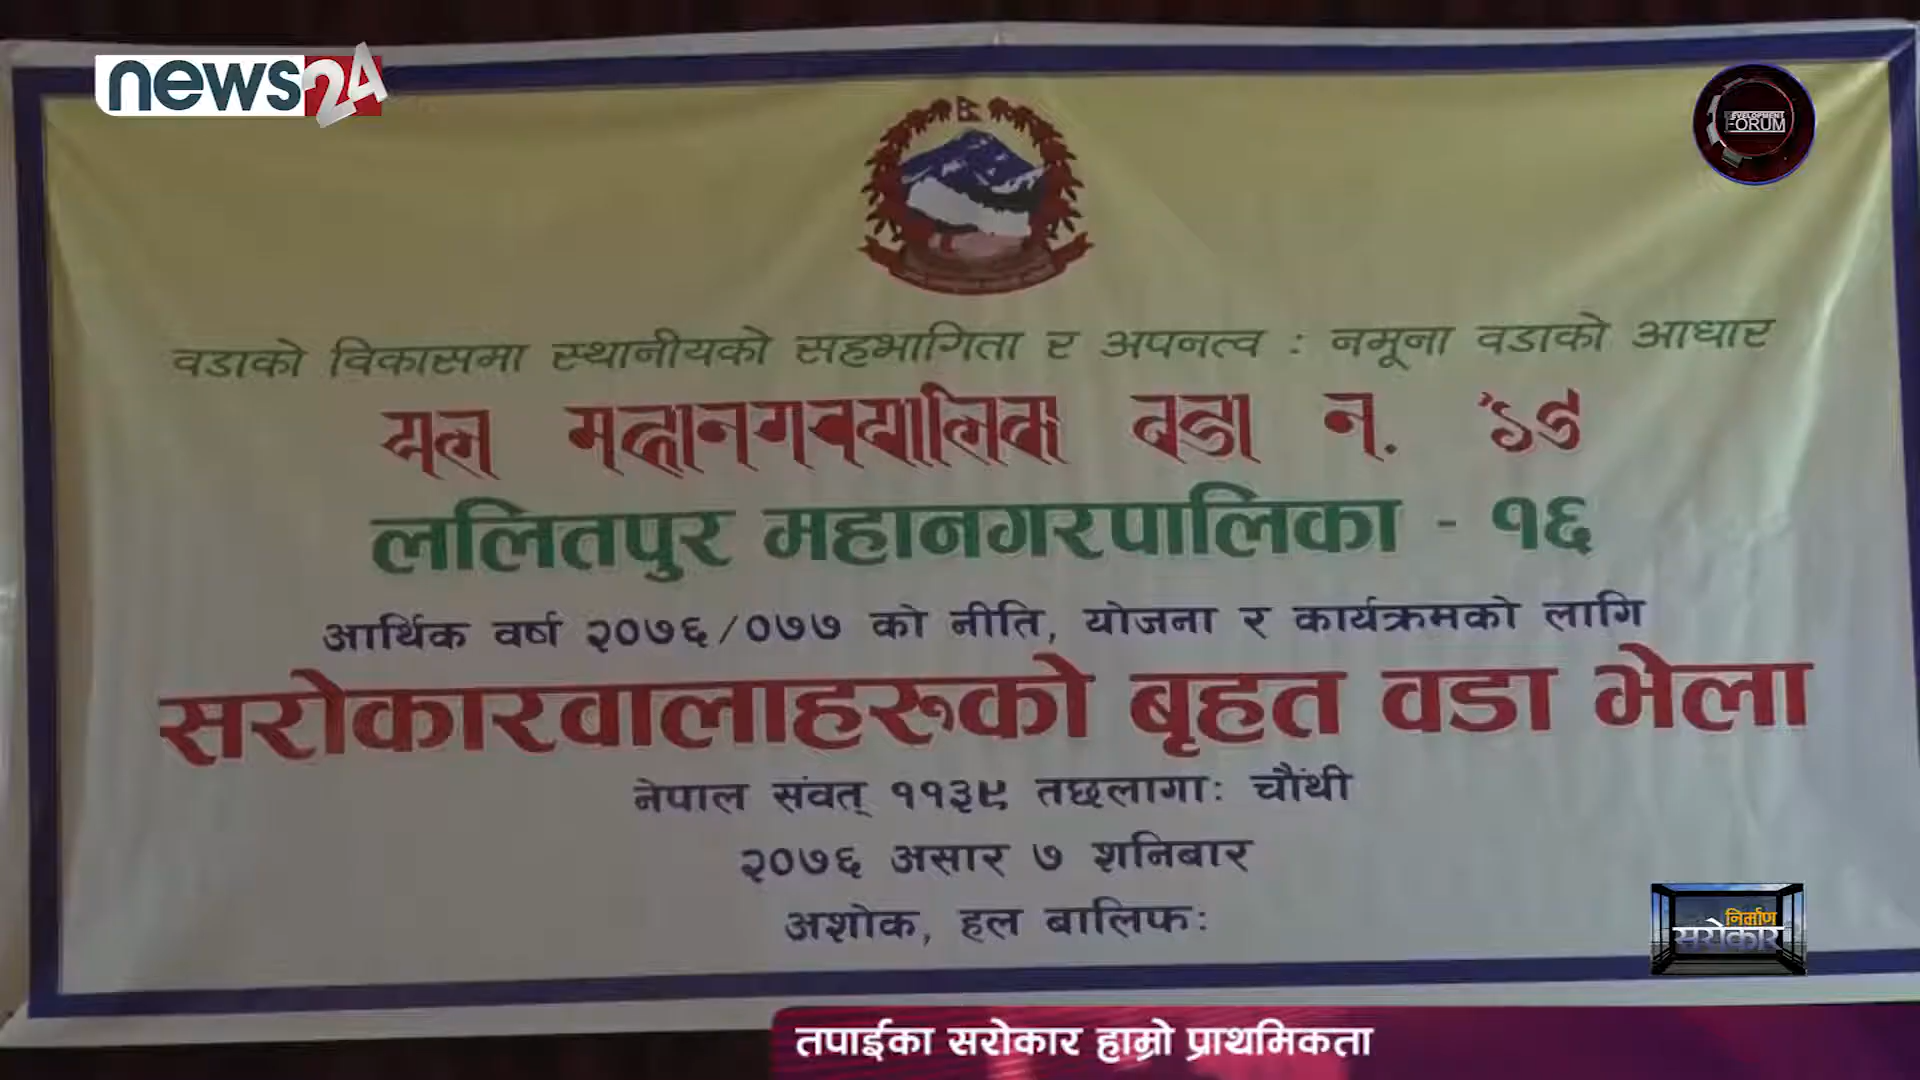 news24
DEVELOPMENT
FORUM
वडाको विकासमा स्थानीयको सहभागिता र अपनत्व : नमूना वडाको आधार
ललितपुर महानगरपालिका - १६
आर्थिक वर्ष २०७६/०७७ को नीति, योजना र कार्यक्रमको लागि
सरोकारवालाहरुको बृहत वडा भेला
नेपाल संवत् ११३९ तछलागाः चौंथी
२०७६ असार ७ शनिबार
अशोक, हल बालिफः
निर्माण
सरोकार
तपाईका सरोकार हाम्रो प्राथमिकता